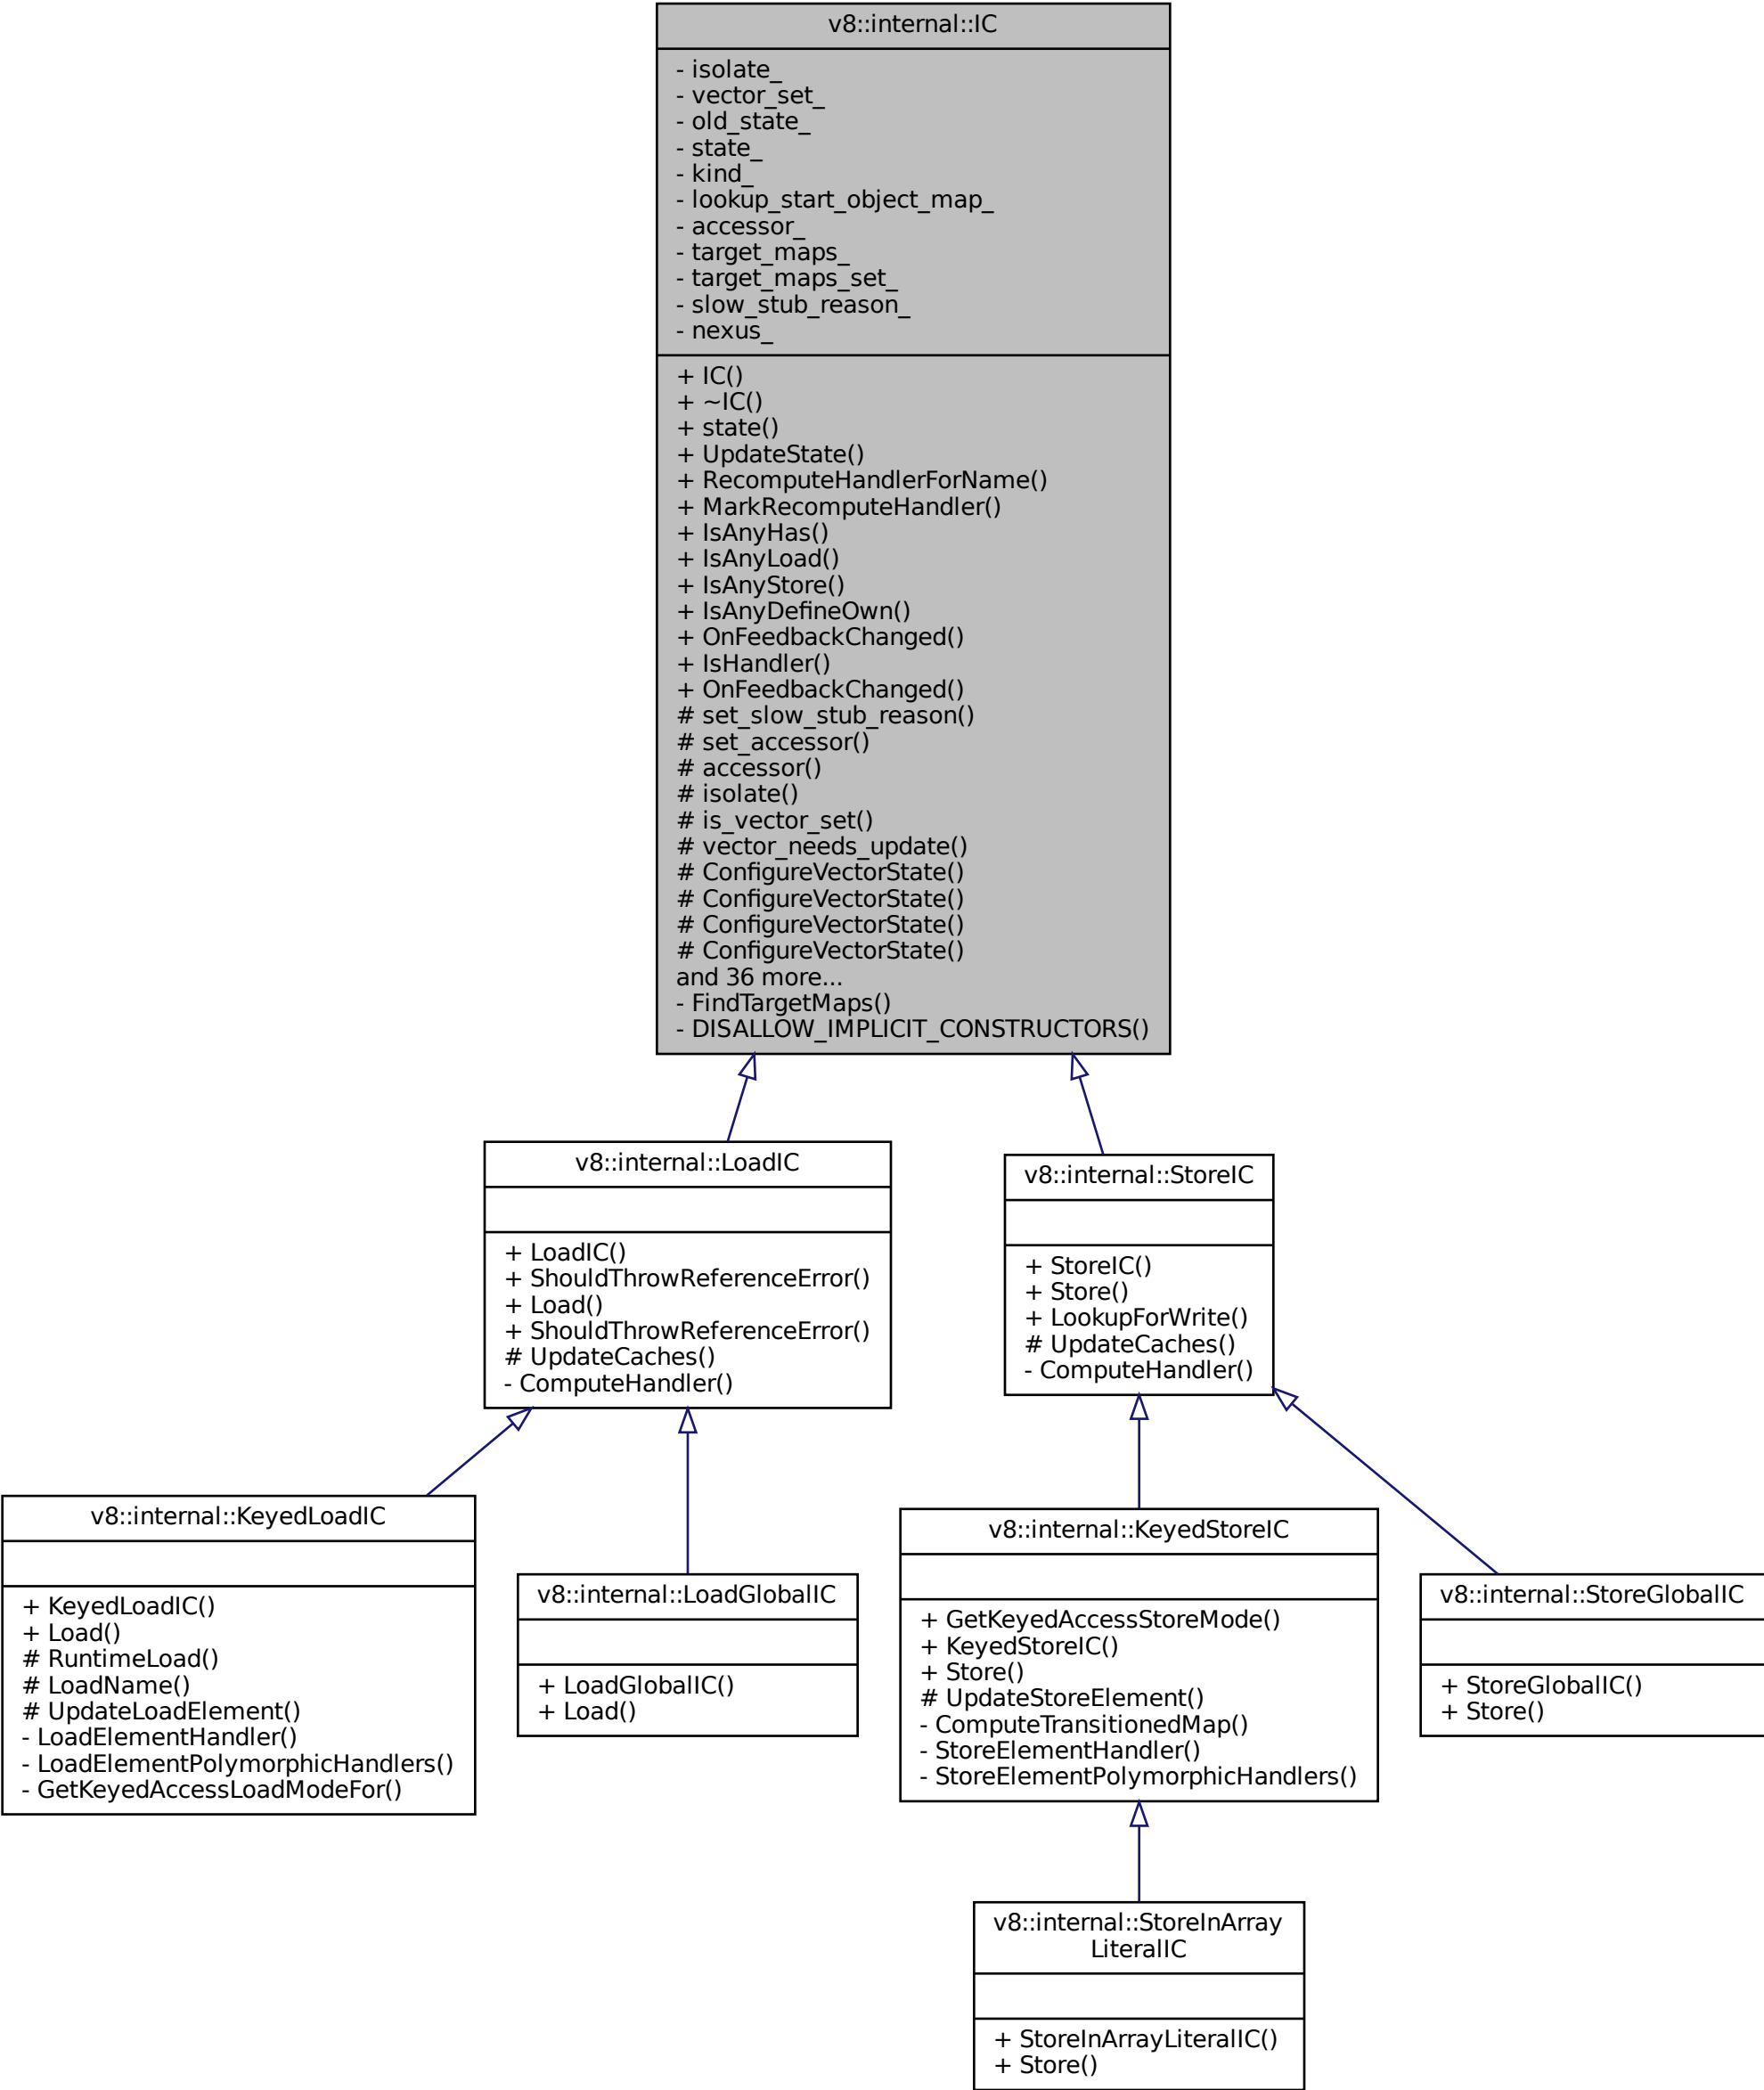 v8::internal::IC
- isolate_
- vector_set_
- old_state_
- state_
- kind_
- lookup_start_object_map_
- accessor_
- target_maps_
- target_maps_set_
- slow_stub_reason_
- nexus_
+ IC()
+ ~IC()
+ state()
+ UpdateState()
+ RecomputeHandlerForName()
+ MarkRecomputeHandler()
+ IsAnyHas()
+ IsAnyLoad()
+ IsAnyStore()
+ IsAnyDefineOwn()
+ OnFeedbackChanged()
+ IsHandler()
+ OnFeedbackChanged()
# set_slow_stub_reason()
# set_accessor()
# accessor()
# isolate()
# is_vector_set()
# vector_needs_update()
# ConfigureVectorState()
# ConfigureVectorState()
# ConfigureVectorState()
# ConfigureVectorState()
and 36 more...
- FindTargetMaps()
- DISALLOW_IMPLICIT_CONSTRUCTORS()
v8::internal::LoadIC
+ LoadIC()
+ ShouldThrowReferenceError()
+ Load()
+ ShouldThrowReferenceError()
# UpdateCaches()
- ComputeHandler()
v8::internal::StoreIC
+ StoreIC()
+ Store()
+ LookupForWrite()
# UpdateCaches()
- ComputeHandler()
v8::internal::KeyedLoadIC
+ KeyedLoadIC()
+ Load()
# RuntimeLoad()
# LoadName()
# UpdateLoadElement()
- LoadElementHandler()
- LoadElementPolymorphicHandlers()
- GetKeyedAccessLoadModeFor()
v8::internal::LoadGlobalIC
+ LoadGlobalIC()
+ Load()
v8::internal::KeyedStoreIC
+ GetKeyedAccessStoreMode()
+ KeyedStoreIC()
+ Store()
# UpdateStoreElement()
- ComputeTransitionedMap()
- StoreElementHandler()
- StoreElementPolymorphicHandlers()
v8::internal::StoreGlobalIC
+ StoreGlobalIC()
+ Store()
v8::internal::StoreInArray
LiteralIC
+ StoreInArrayLiteralIC()
+ Store()